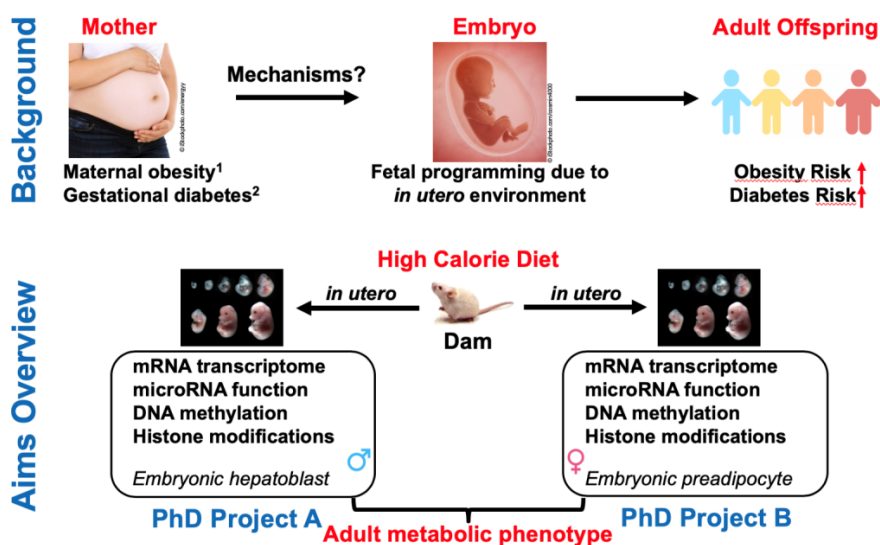 Background
Mother
Embryo
Adult Offspring
Mechanisms?
© iStockphoto.com/energyy
Maternal obesity¹
Gestational diabetes²
Fetal programming due to
in utero environment
Obesity Risk
Diabetes Risk
Aims Overview
High Calorie Diet
in utero
in utero
Dam
mRNA transcriptome
microRNA function
DNA methylation
Histone modifications
Embryonic hepatoblast
PhD Project A
mRNA transcriptome
microRNA function
DNA methylation
Histone modifications
Embryonic preadipocyte
PhD Project B
Adult metabolic phenotype